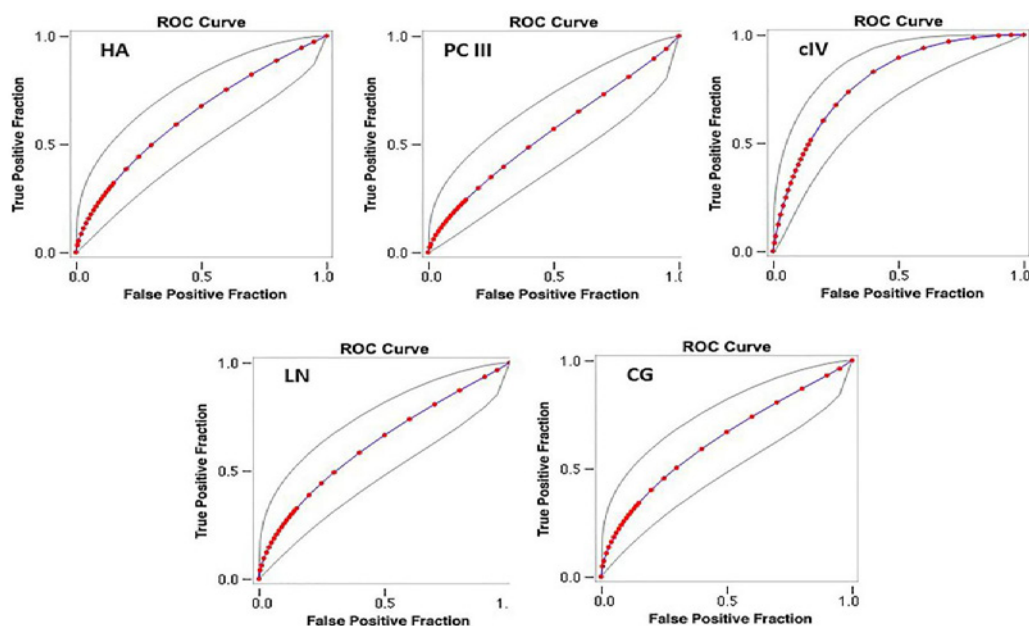 ROC Curve
HA
True Positive Fraction
1.0
0.5
0.0
0.0 0.5 1.0
False Positive Fraction
ROC Curve
PC III
True Positive Fraction
1.0
0.5
0.0
0.0 0.5 1.0
False Positive Fraction
ROC Curve
cIV
True Positive Fraction
1.0
0.5
0.0
0.0 0.5 1.0
False Positive Fraction
ROC Curve
LN
True Positive Fraction
1.0
0.5
0.0
0.0 0.5 1.
False Positive Fraction
ROC Curve
CG
True Positive Fraction
1.0
0.5
0.0
0.0 0.5 1.0
False Positive Fraction